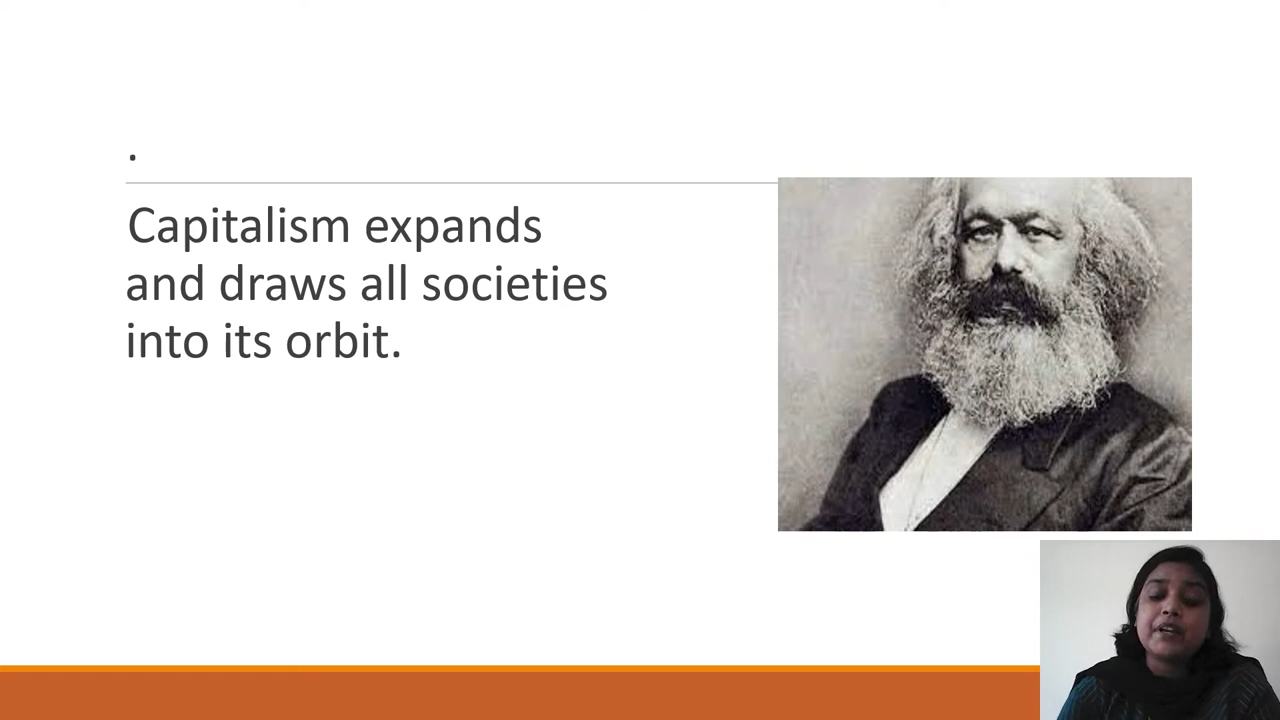 .
Capitalism expands
and draws all societies
into its orbit.